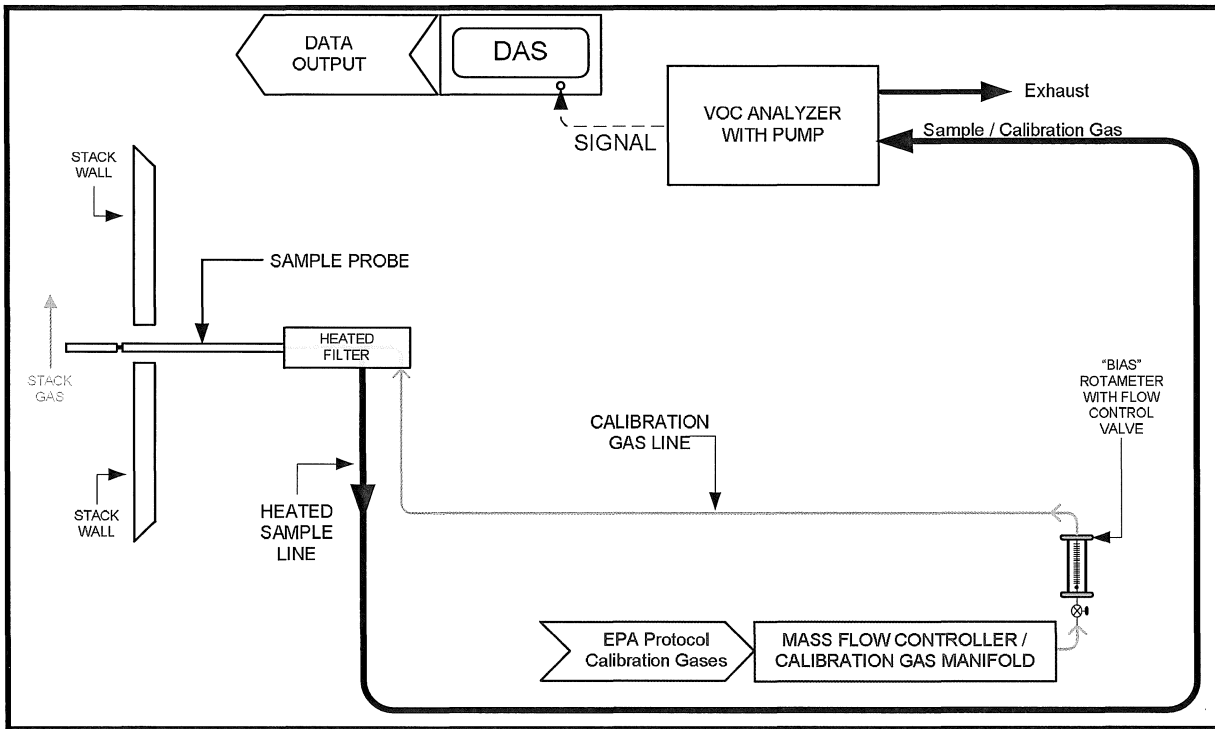 DATA
OUTPUT
DAS
SIGNAL
VOC ANALYZER
WITH PUMP
Exhaust
Sample / Calibration Gas
STACK
WALL
SAMPLE PROBE
HEATED
FILTER
STACK
GAS
STACK
WALL
HEATED
SAMPLE
LINE
CALIBRATION
GAS LINE
"BIAS"
ROTAMETER
WITH FLOW
CONTROL
VALVE
EPA Protocol
Calibration Gases
MASS FLOW CONTROLLER /
CALIBRATION GAS MANIFOLD